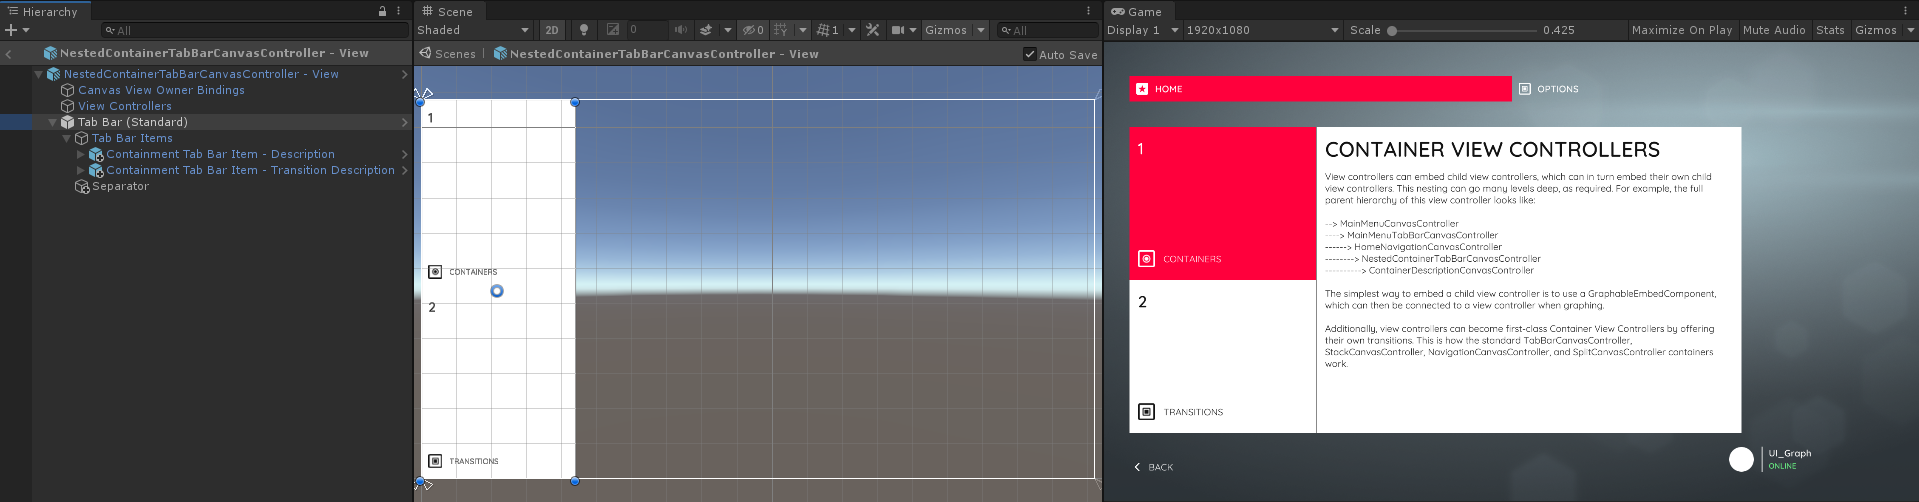 Hierarchy
All
NestedContainerTabBarCanvasController - View
NestedContainerTabBarCanvasController - View
Canvas View Owner Bindings
View Controllers
Tab Bar (Standard)
Tab Bar Items
Containment Tab Bar Item - Description
Containment Tab Bar Item - Transition Description
Separator
Scene
Shaded 2D 0 0 1 Gizmos All
Scenes NestedContainerTabBarCanvasController - View Auto Save
1
CONTAINERS
2
TRANSITIONS
Game
Display 1 1920x1080 Scale 0.425 Maximize On Play Mute Audio Stats Gizmos
HOME OPTIONS
1
CONTAINERS
2
TRANSITIONS
CONTAINER VIEW CONTROLLERS
View controllers can embed child view controllers, which can in turn embed their own child
view controllers. This nesting can go many levels deep, as required. For example, the full
parent hierarchy of this view controller looks like:
--> MainMenuCanvasController
----> MainMenuTabBarCanvasController
------> HomeNavigationCanvasController
--------> NestedContainerTabBarCanvasController
----------> ContainerDescriptionCanvasController
The simplest way to embed a child view controller is to use a GraphableEmbedComponent,
which can then be connected to a view controller when graphing.
Additionally, view controllers can become first-class Container View Controllers by offering
their own transitions. This is how the standard TabBarCanvasController,
StackCanvasController, NavigationCanvasController, and SplitCanvasController containers
work.
BACK
UI_Graph
ONLINE